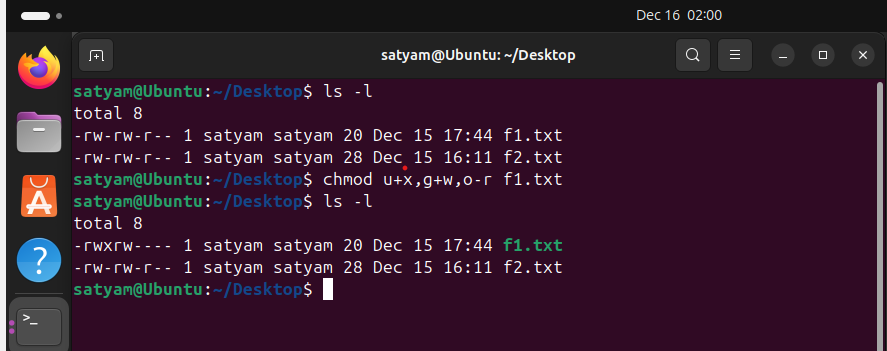 Dec 16 02:00
satyam@Ubuntu: ~/Desktop
satyam@Ubuntu:~/Desktop$ ls -l
total 8
-rw-rw-r-- 1 satyam satyam 20 Dec 15 17:44 f1.txt
-rw-rw-r-- 1 satyam satyam 28 Dec 15 16:11 f2.txt
satyam@Ubuntu:~/Desktop$ chmod u+x,g+w,o-r f1.txt
satyam@Ubuntu:~/Desktop$ ls -l
total 8
-rwxrw---- 1 satyam satyam 20 Dec 15 17:44 f1.txt
-rw-rw-r-- 1 satyam satyam 28 Dec 15 16:11 f2.txt
satyam@Ubuntu:~/Desktop$